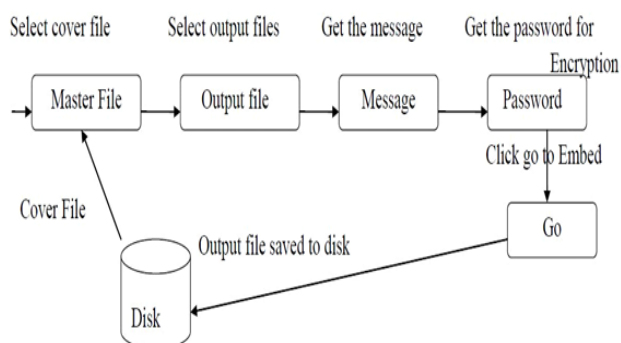 Select cover file
Select output files
Get the message
Get the password for
Encryption
Master File
Output file
Message
Password
Click go to Embed
Cover File
Go
Output file saved to disk
Disk